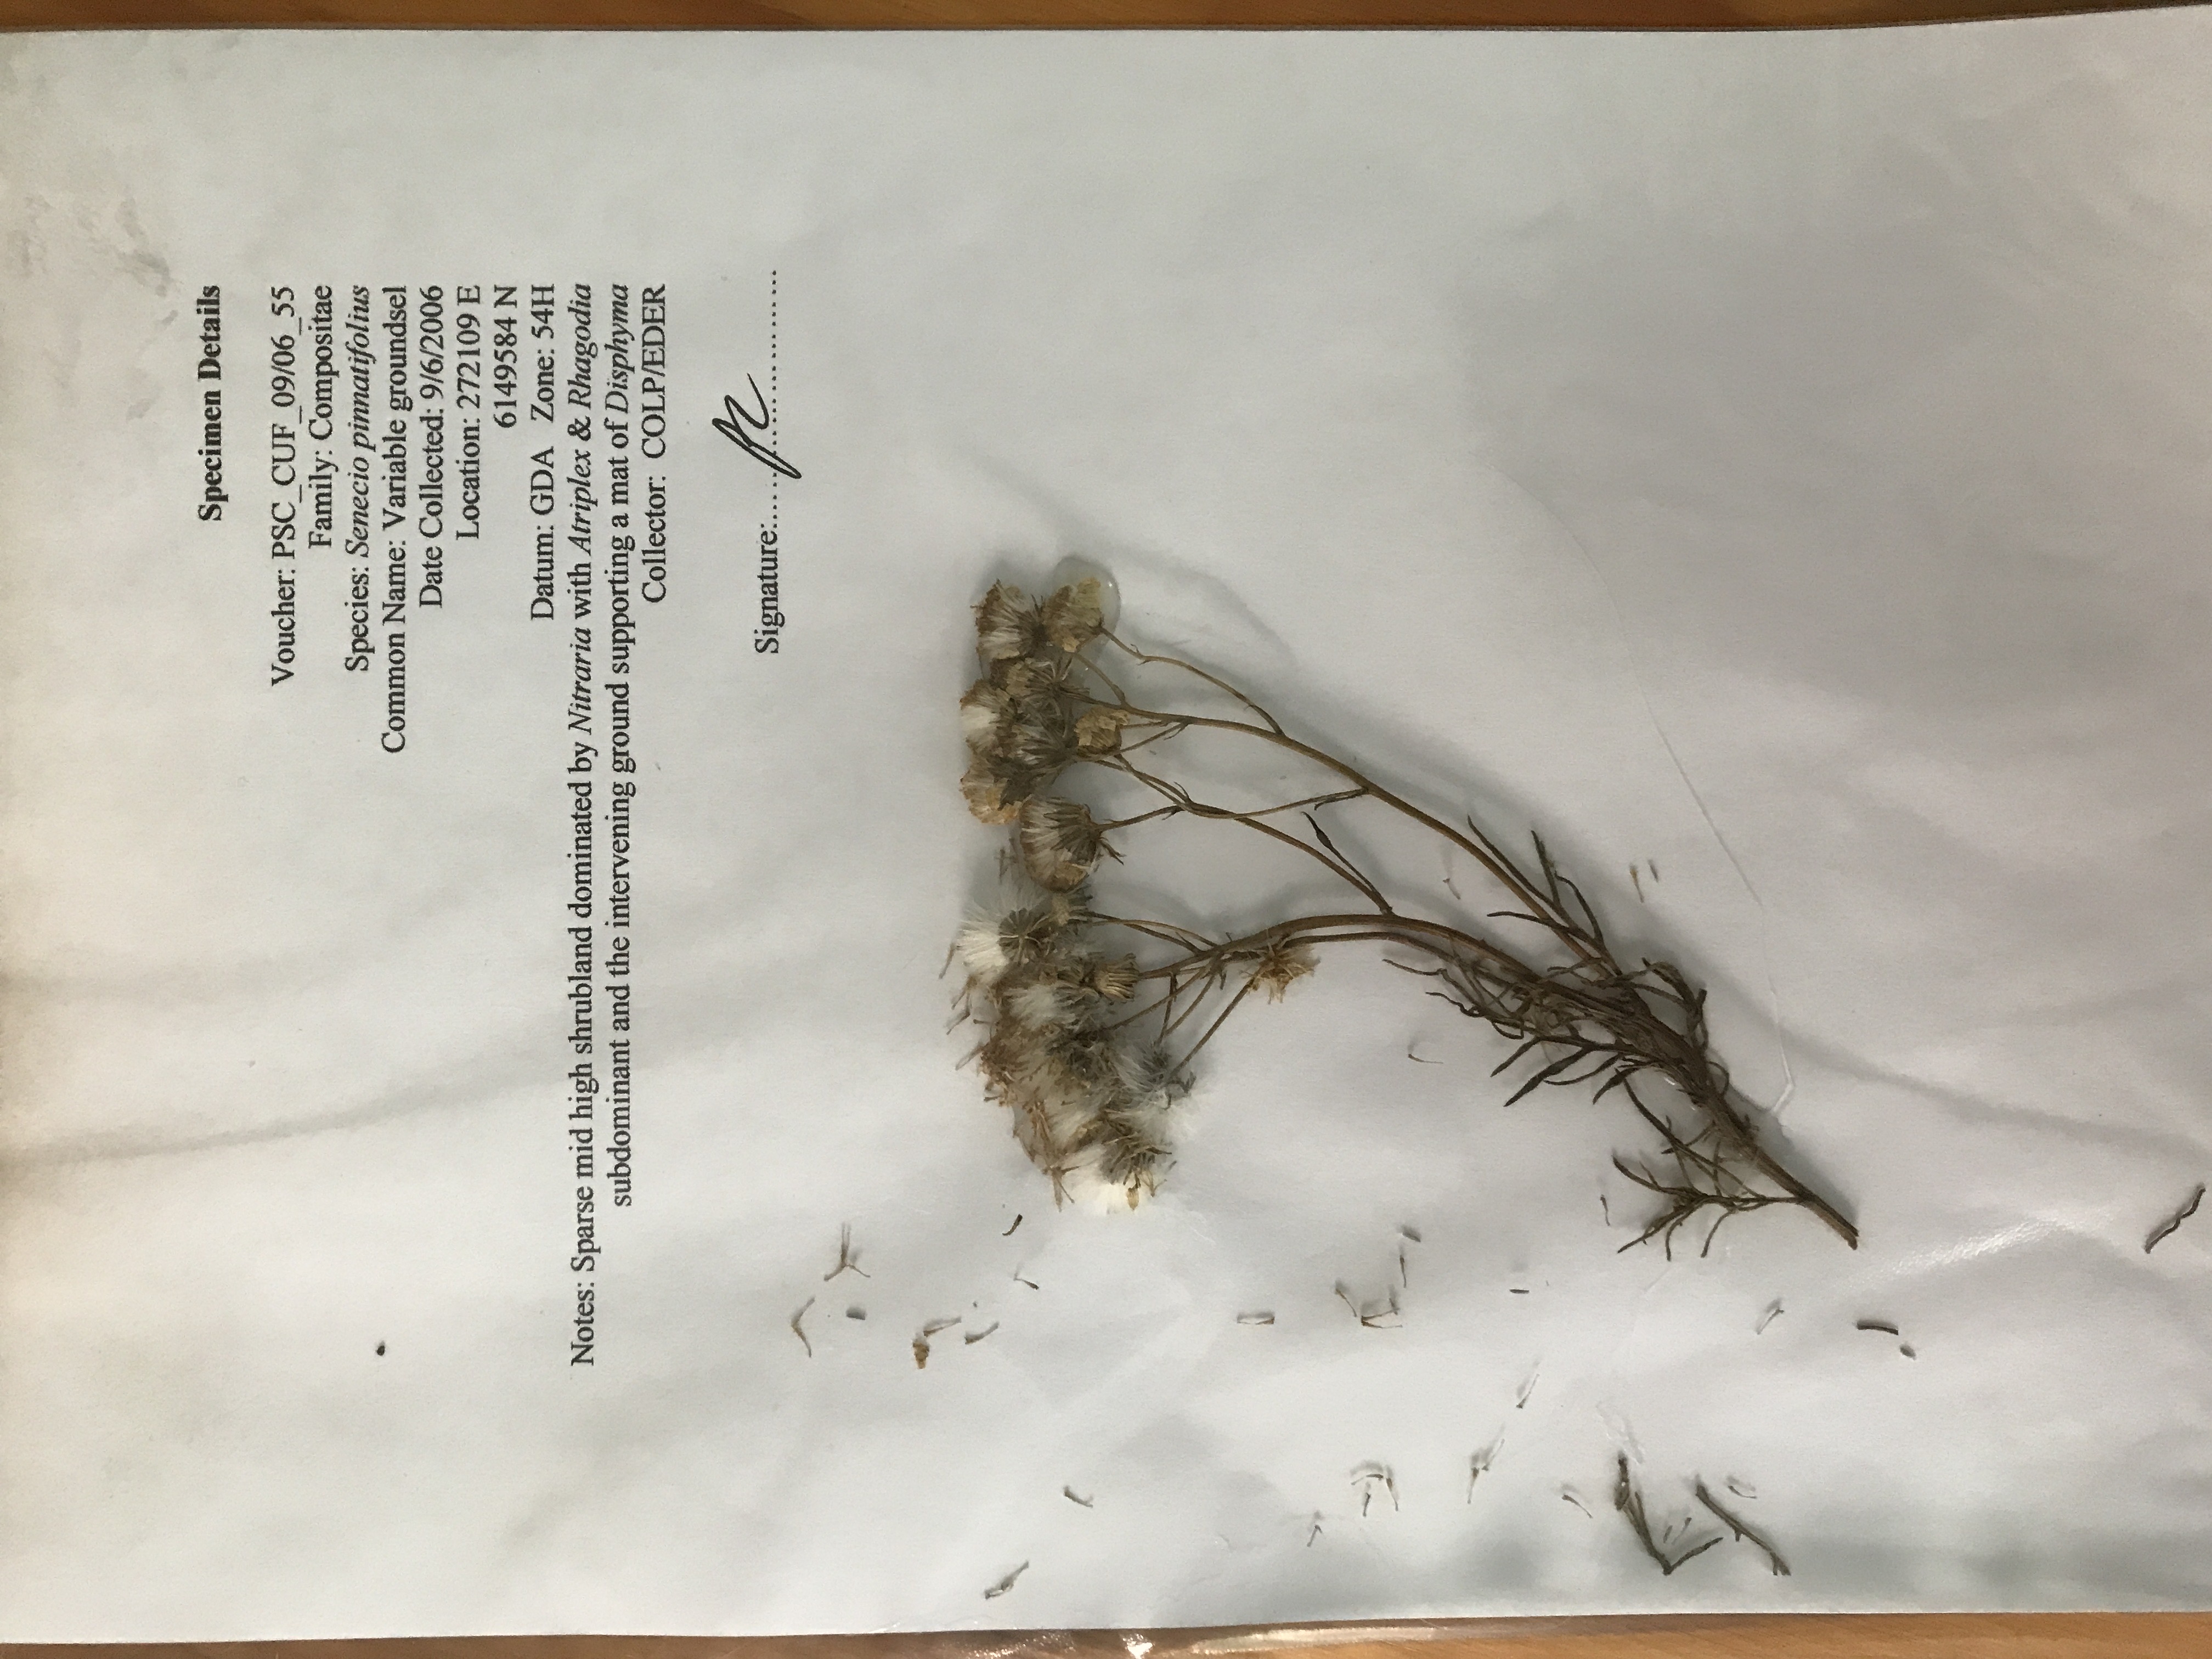 Specimen Details
Voucher: PSC_CUF_09/06_55
Family: Compositae
Species: Senecio pinnatifolius
Common Name: Variable groundsel
Date Collected: 9/6/2006
Location: 272109 E
6149584 N
Datum: GDA Zone: 54H
Notes: Sparse mid high shrubland dominated by Nitraria with Atriplex & Rhagodia
subdominant and the intervening ground supporting a mat of Disphyma
Collector: COLP/EDER
Signature:..............................